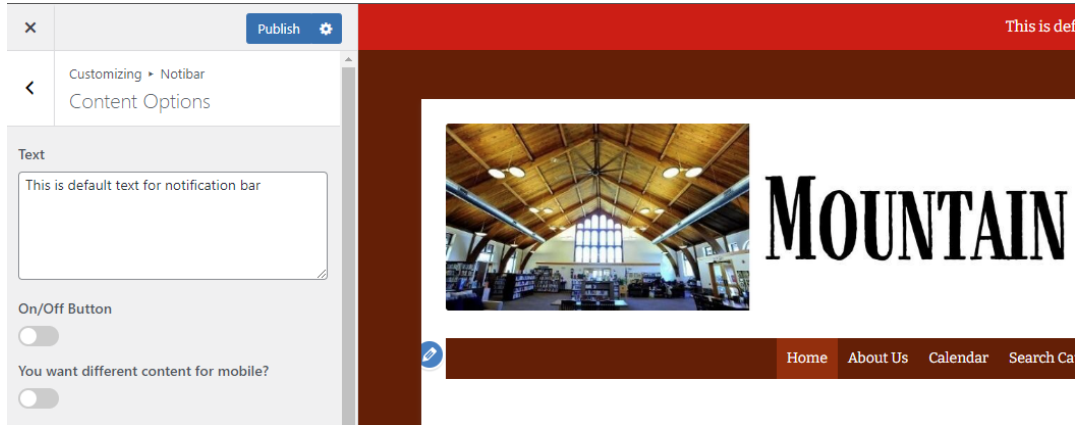 Publish
This is def
Customizing ▸ Notibar
Content Options
Text
This is default text for notification bar
On/Off Button
You want different content for mobile?
MOUNTAIN
Home About Us Calendar Search Ca